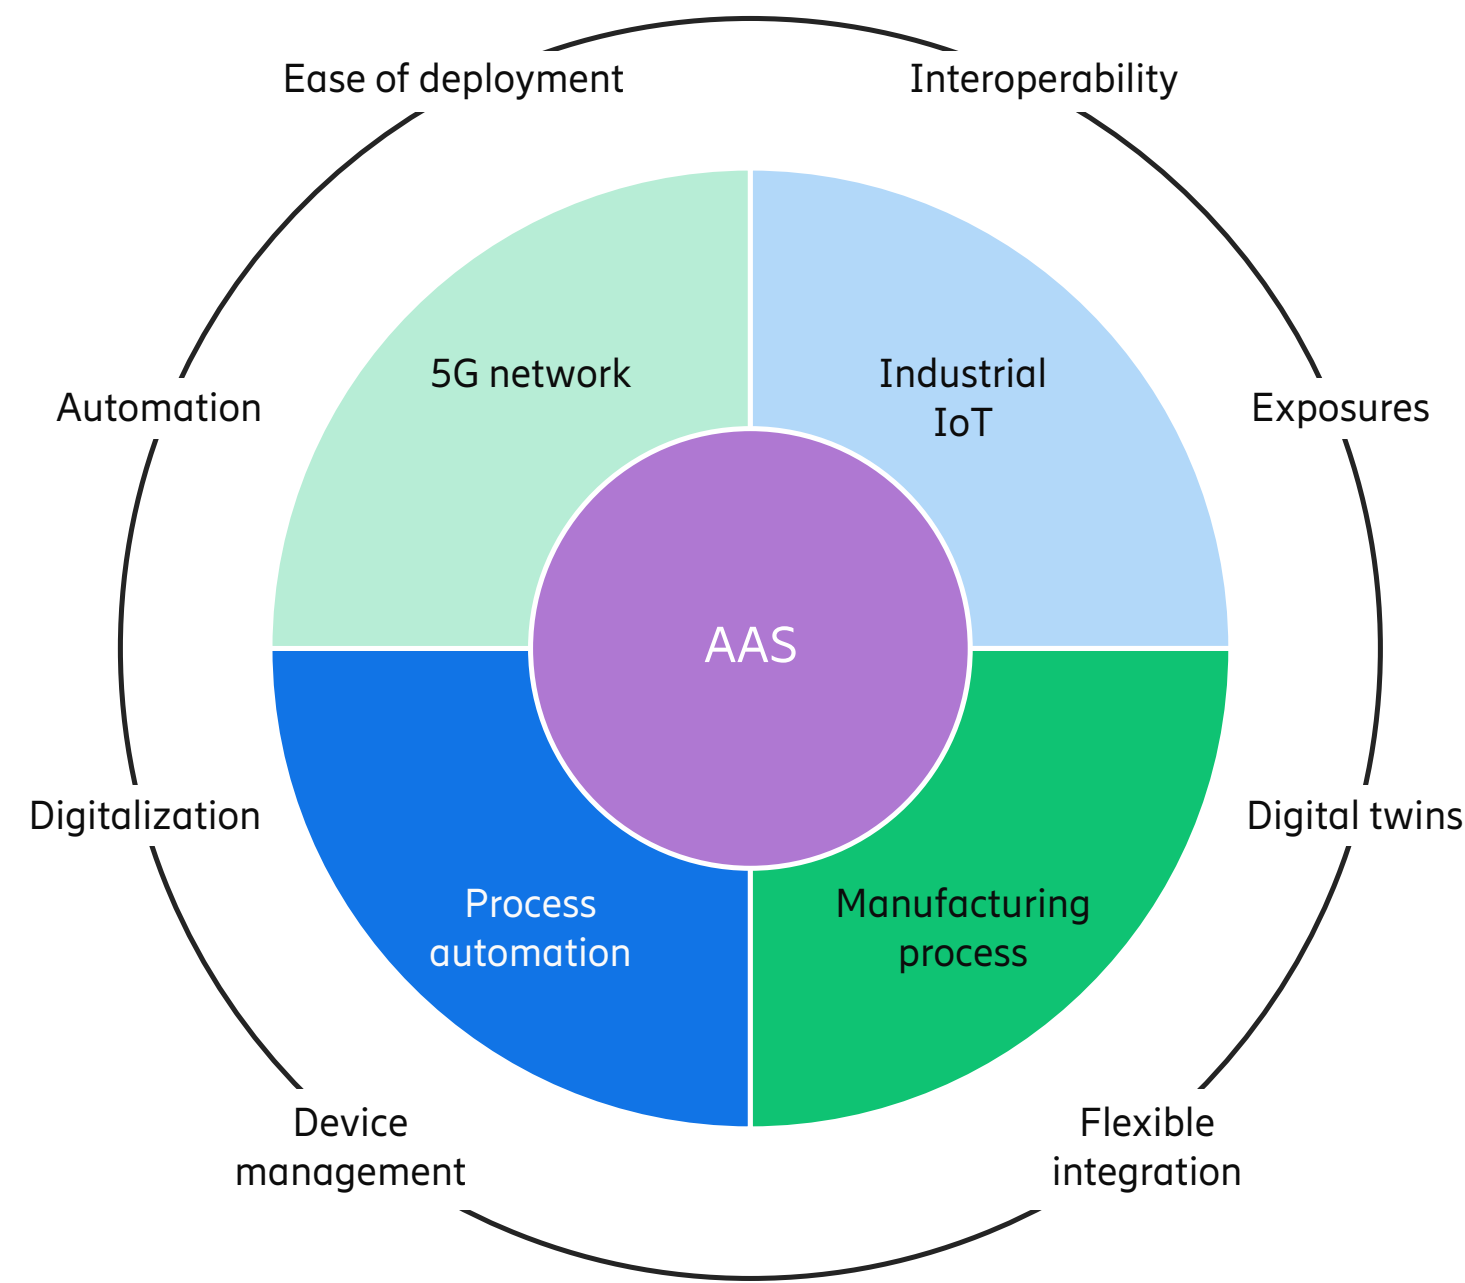 Ease of deployment
Interoperability
5G network
Industrial
IoT
Automation
Exposures
AAS
Digitalization
Digital twins
Process
automation
Manufacturing
process
Device
management
Flexible
integration